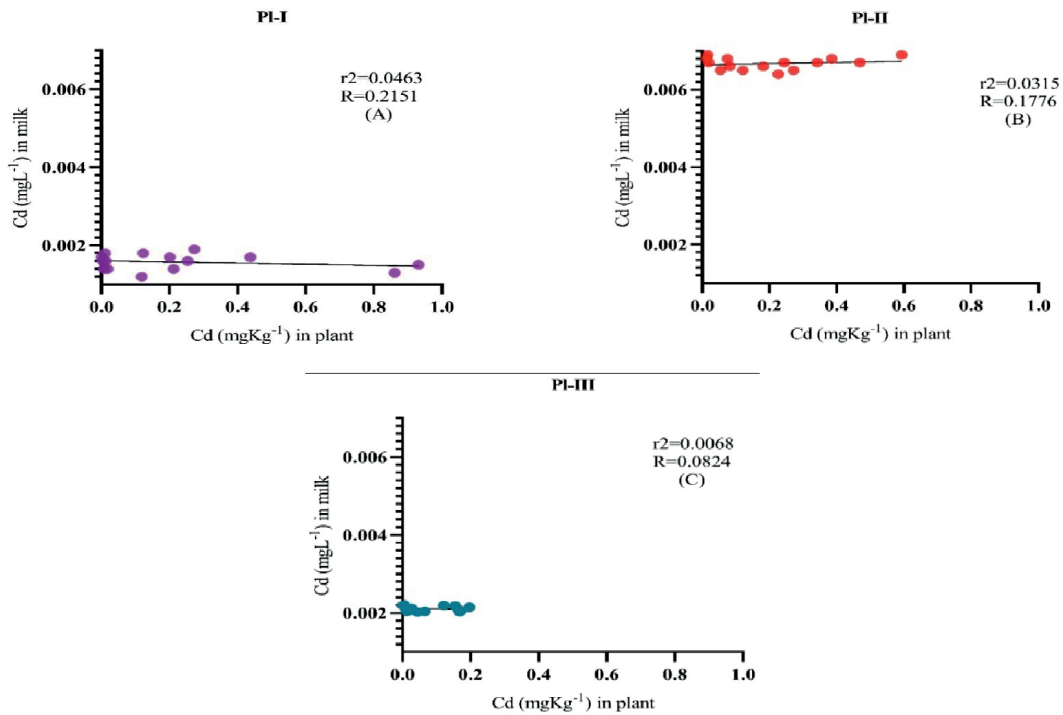 Pl-I
r2=0.0463
R=0.2151
(A)
Cd (mgL⁻¹) in milk
0.006
0.004
0.002
0.0 0.2 0.4 0.6 0.8 1.0
Cd (mgKg⁻¹) in plant
Pl-II
r2=0.0315
R=0.1776
(B)
Cd (mgL⁻¹) in milk
0.006
0.004
0.002
0.0 0.2 0.4 0.6 0.8 1.0
Cd (mgKg⁻¹) in plant
Pl-III
r2=0.0068
R=0.0824
(C)
Cd (mgL⁻¹) in milk
0.006
0.004
0.002
0.0 0.2 0.4 0.6 0.8 1.0
Cd (mgKg⁻¹) in plant